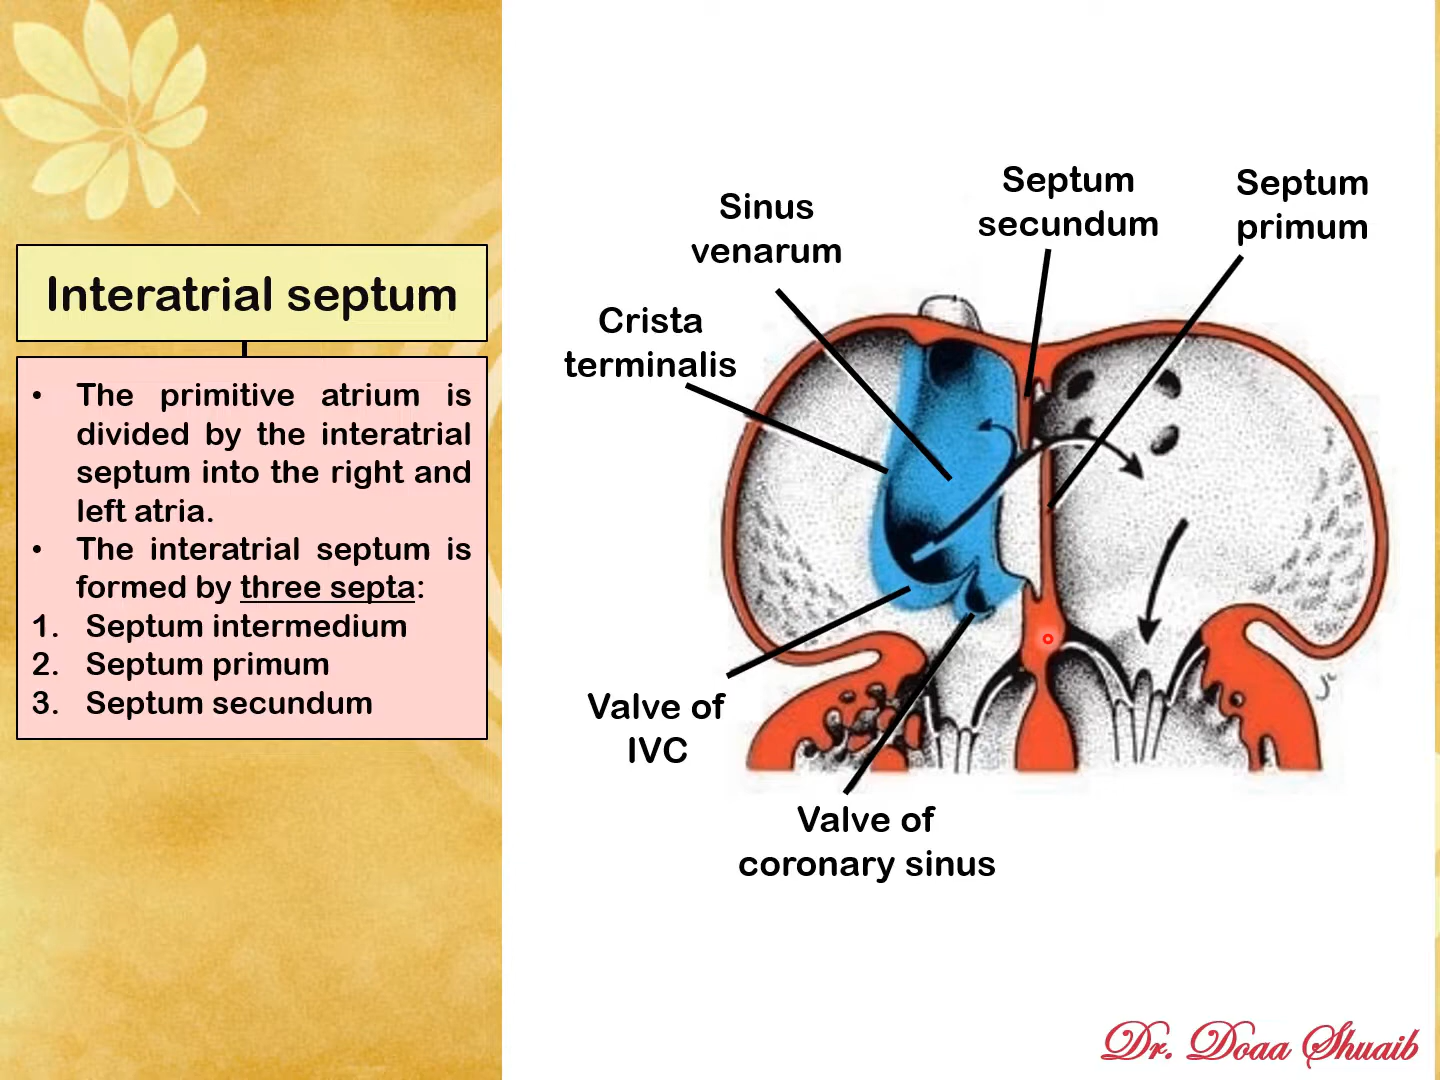 Interatrial septum
• The primitive atrium is
divided by the interatrial
septum into the right and
left atria.
• The interatrial septum is
formed by three septa:
1. Septum intermedium
2. Septum primum
3. Septum secundum
Septum
secundum
Septum
primum
Sinus
venarum
Crista
terminalis
Valve of
IVC
Valve of
coronary sinus
Dr. Doaa Shuaib